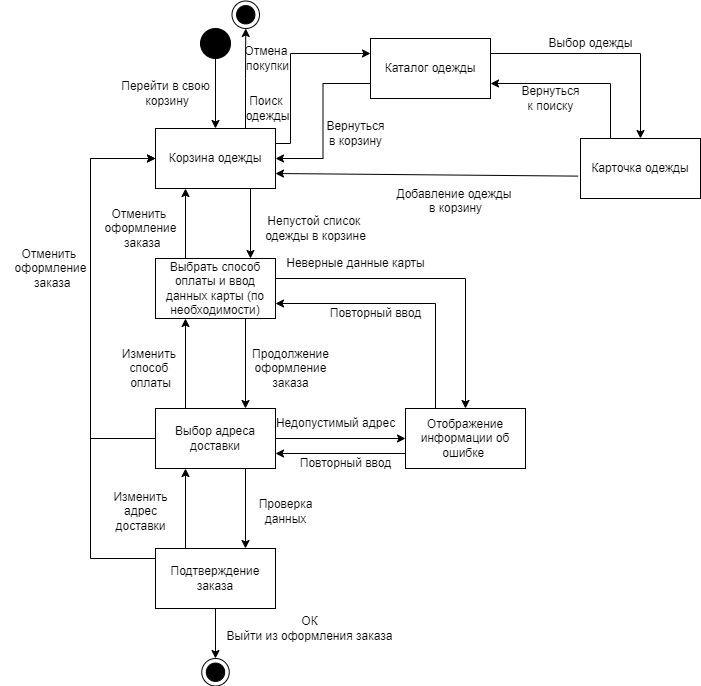 Отмена
покупки
Перейти в свою
корзину
Поиск
одежды
Каталог одежды
Выбор одежды
Вернуться
к поиску
Вернуться
в корзину
Корзина одежды
Карточка одежды
Добавление одежды
в корзину
Отменить
оформление
заказа
Непустой список
одежды в корзине
Отменить
оформление
заказа
Выбрать способ
оплаты и ввод
данных карты (по
необходимости)
Неверные данные карты
Повторный ввод
Изменить
способ
оплаты
Продолжение
оформление
заказа
Выбор адреса
доставки
Недопустимый адрес
Повторный ввод
Отображение
информации об
ошибке
Изменить
адрес
доставки
Проверка
данных
Подтверждение
заказа
ОК
Выйти из оформления заказа